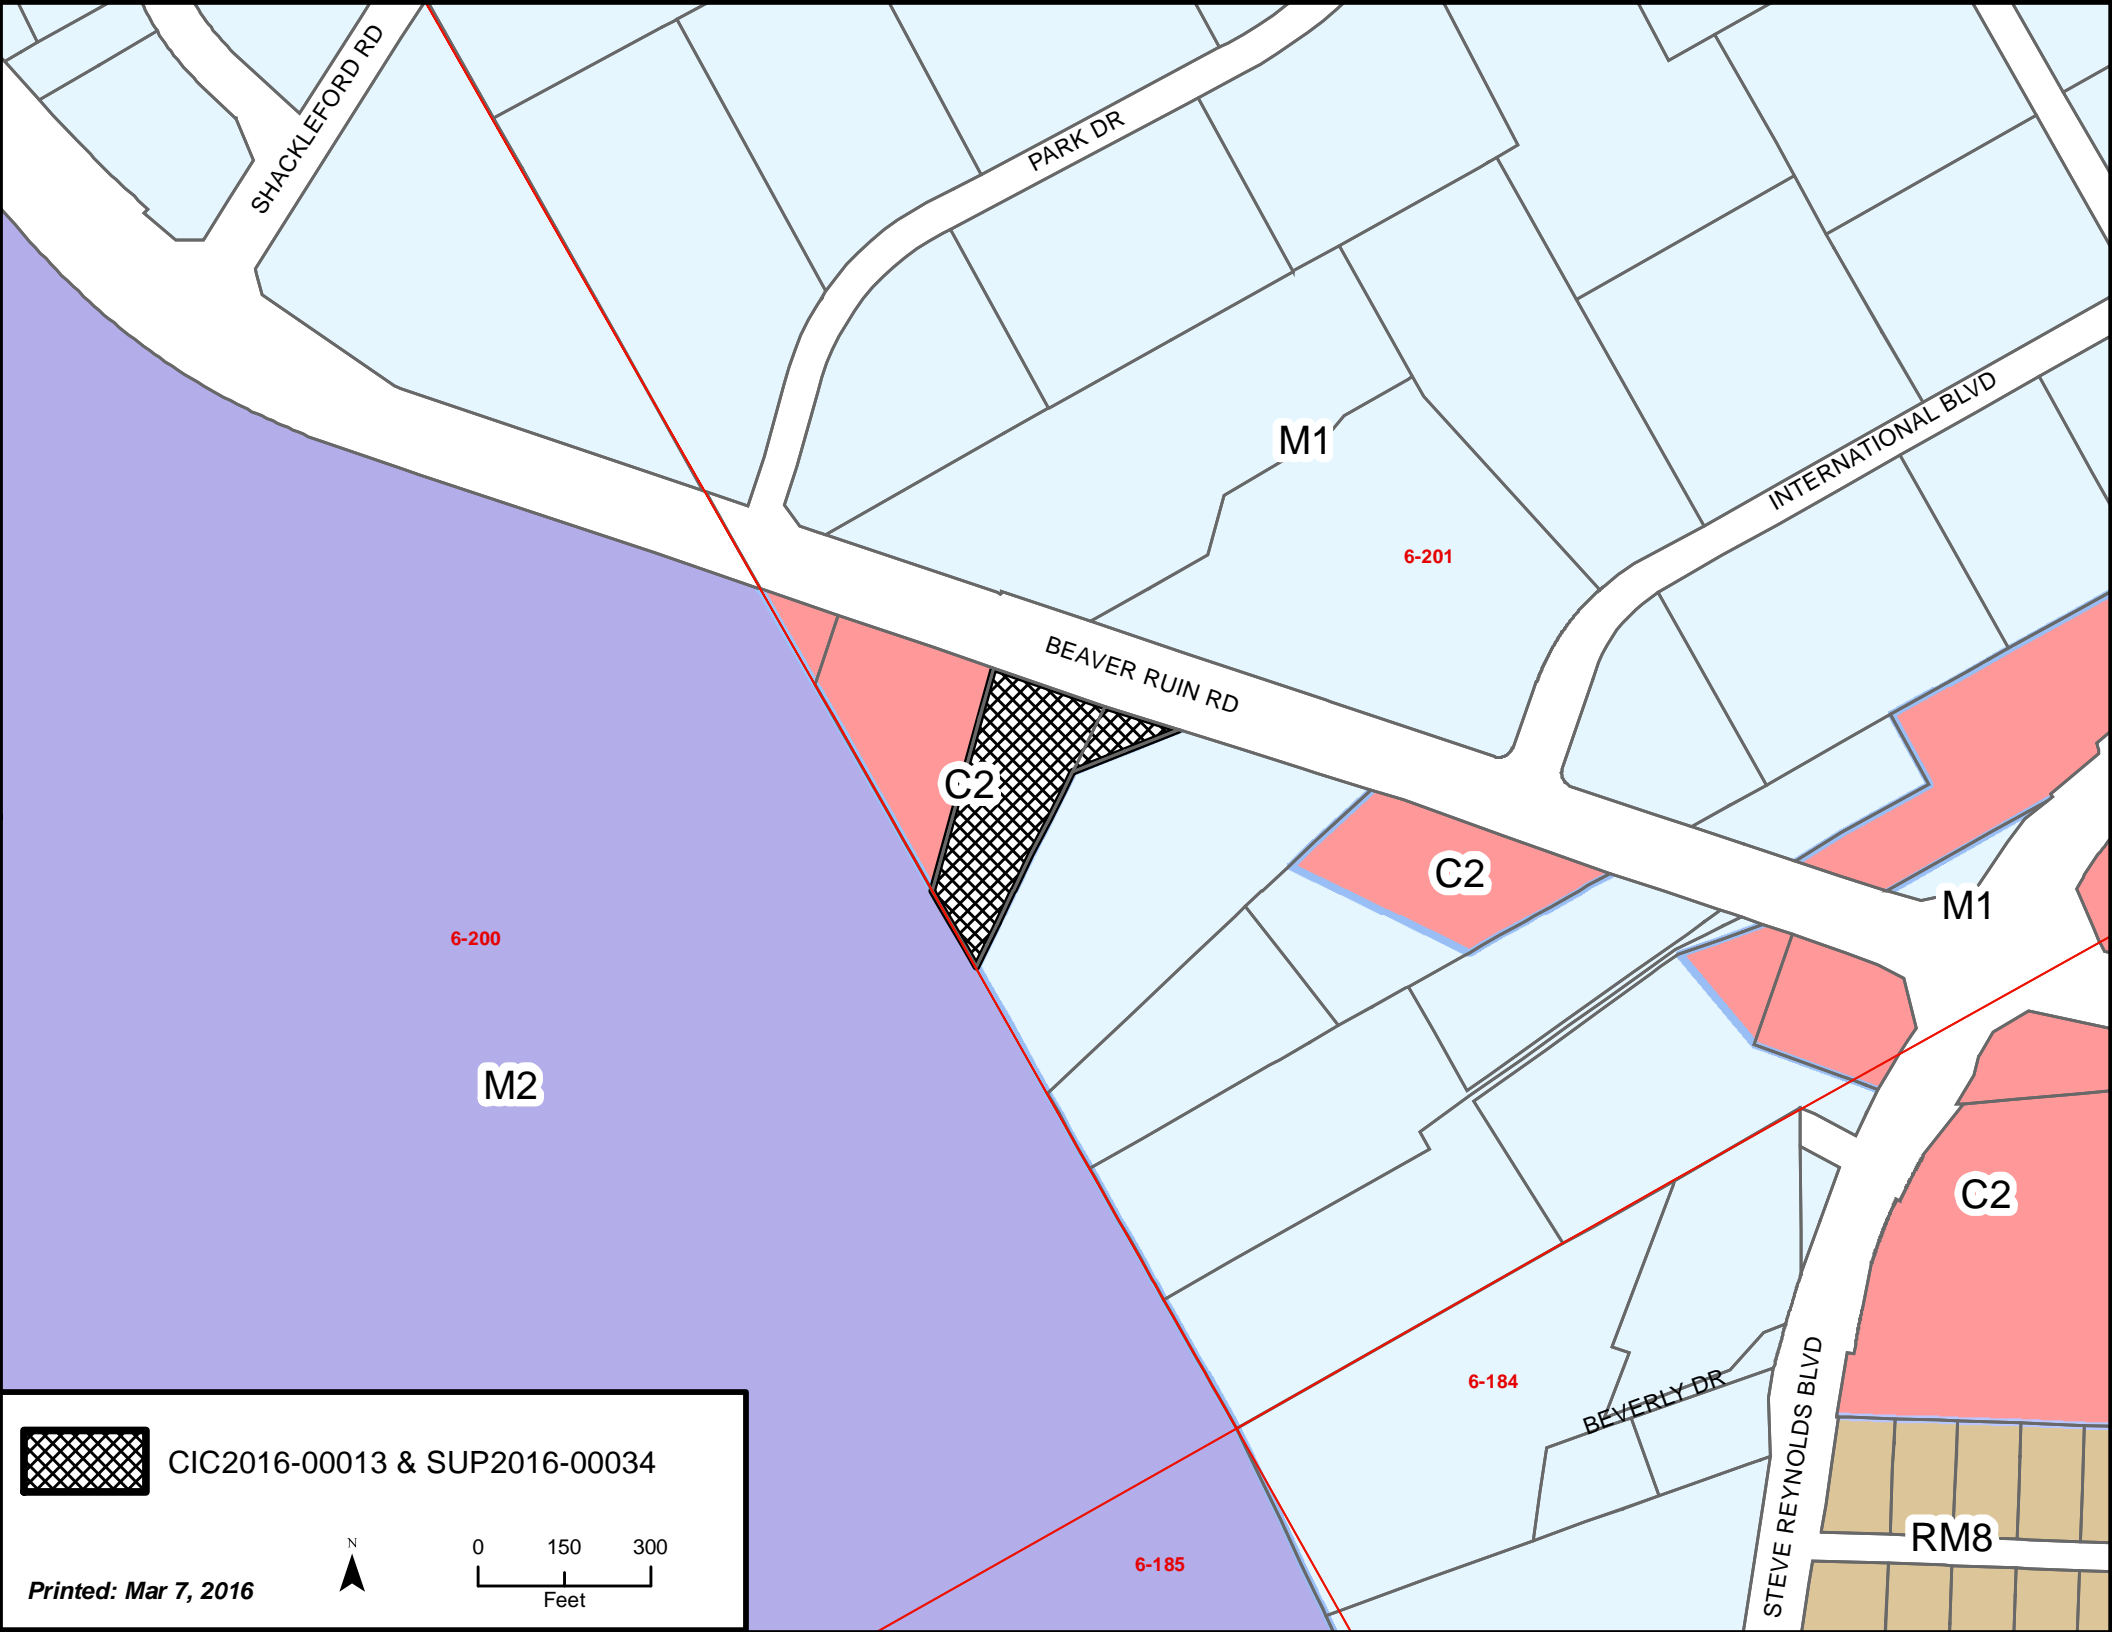 SHACKLEFORD RD
PARK DR
INTERNATIONAL BLVD
M1
6-201
BEAVER RUIN RD
C2
C2
M1
6-200
M2
C2
6-184
BEVERLY DR
STEVE REYNOLDS BLVD
RM8
6-185
CIC2016-00013 & SUP2016-00034
N
0 150 300
Feet
Printed: Mar 7, 2016